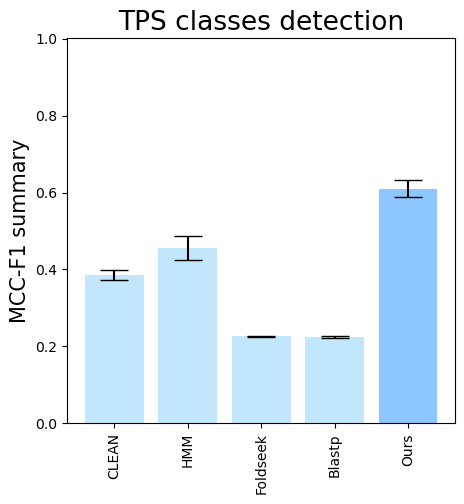 TPS classes detection
MCC-F1 summary
1.0
0.8
0.6
0.4
0.2
0.0
CLEAN
HMM
Foldseek
Blastp
Ours